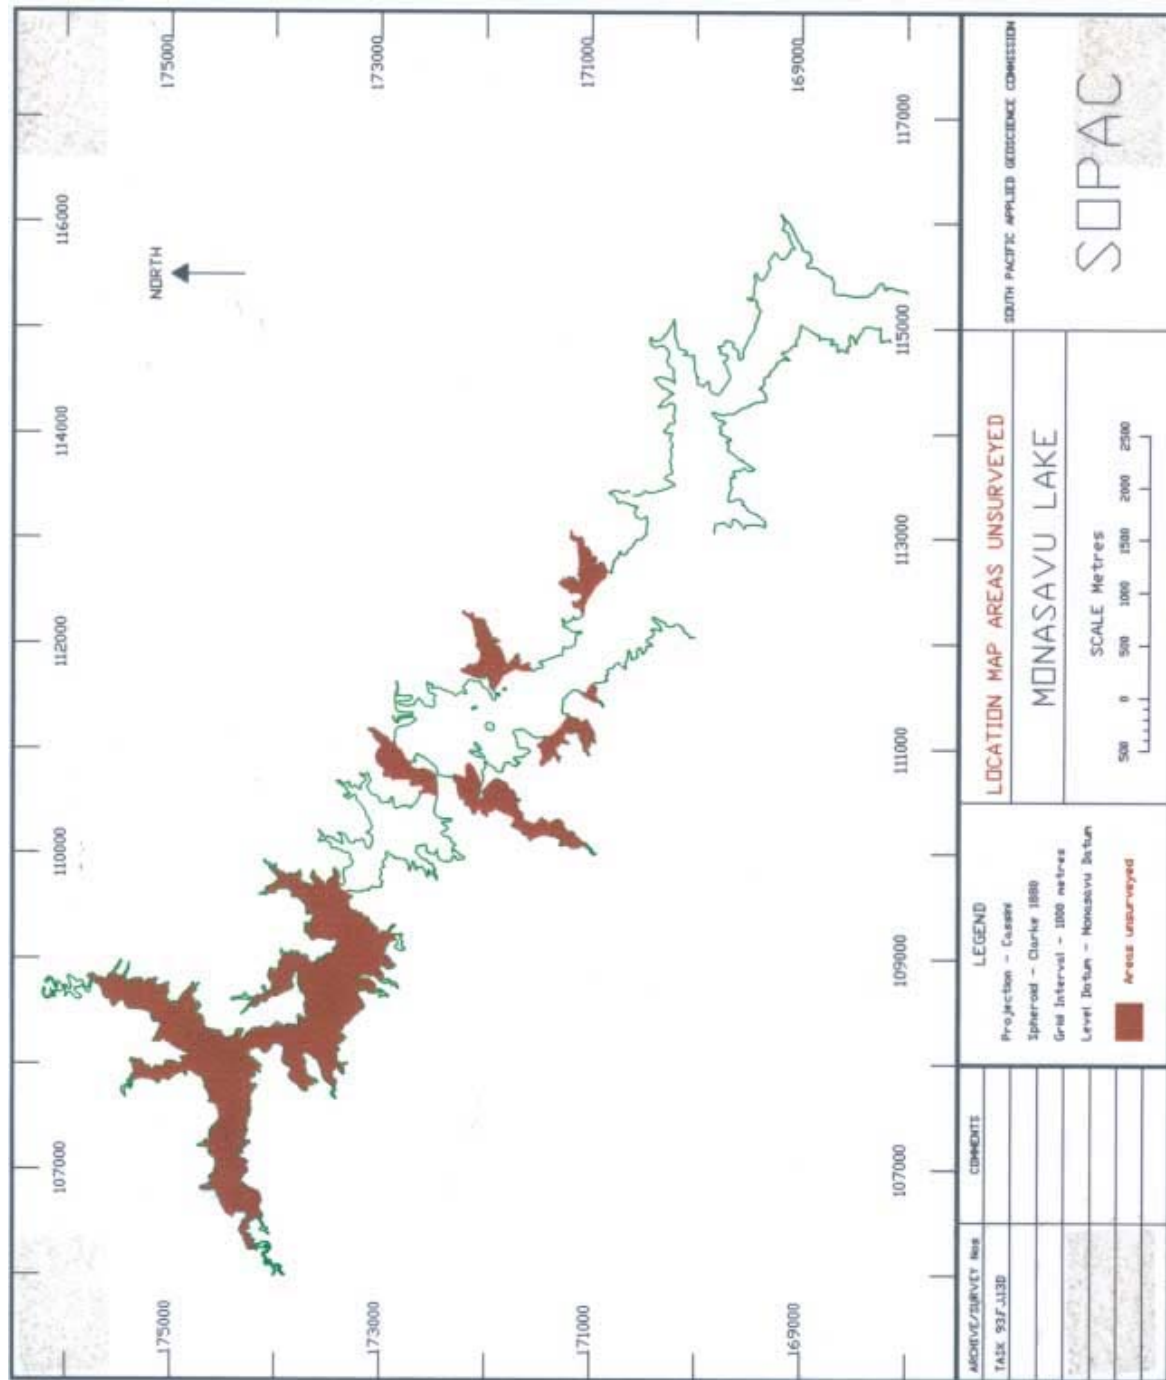 107000
110000
112000
114000
116000
175000
173000
171000
169000
NORTH
175000
173000
171000
169000
107000
109000
111000
113000
115000
117000
ARCHIVE/SURVEY Nos
COMMENTS
TASK 93FJ13D
LEGEND
Projection - Cassini
Spheroid - Clarke 1880
Grid Interval - 1000 metres
Level Datum - Monasavu Datum
Areas unsurveyed
LOCATION MAP AREAS UNSURVEYED
MONASAVU LAKE
SCALE Metres
500 0 500 1000 1500 2000 2500
SOUTH PACIFIC APPLIED GEOSCIENCE COMMISSION
SOPAC